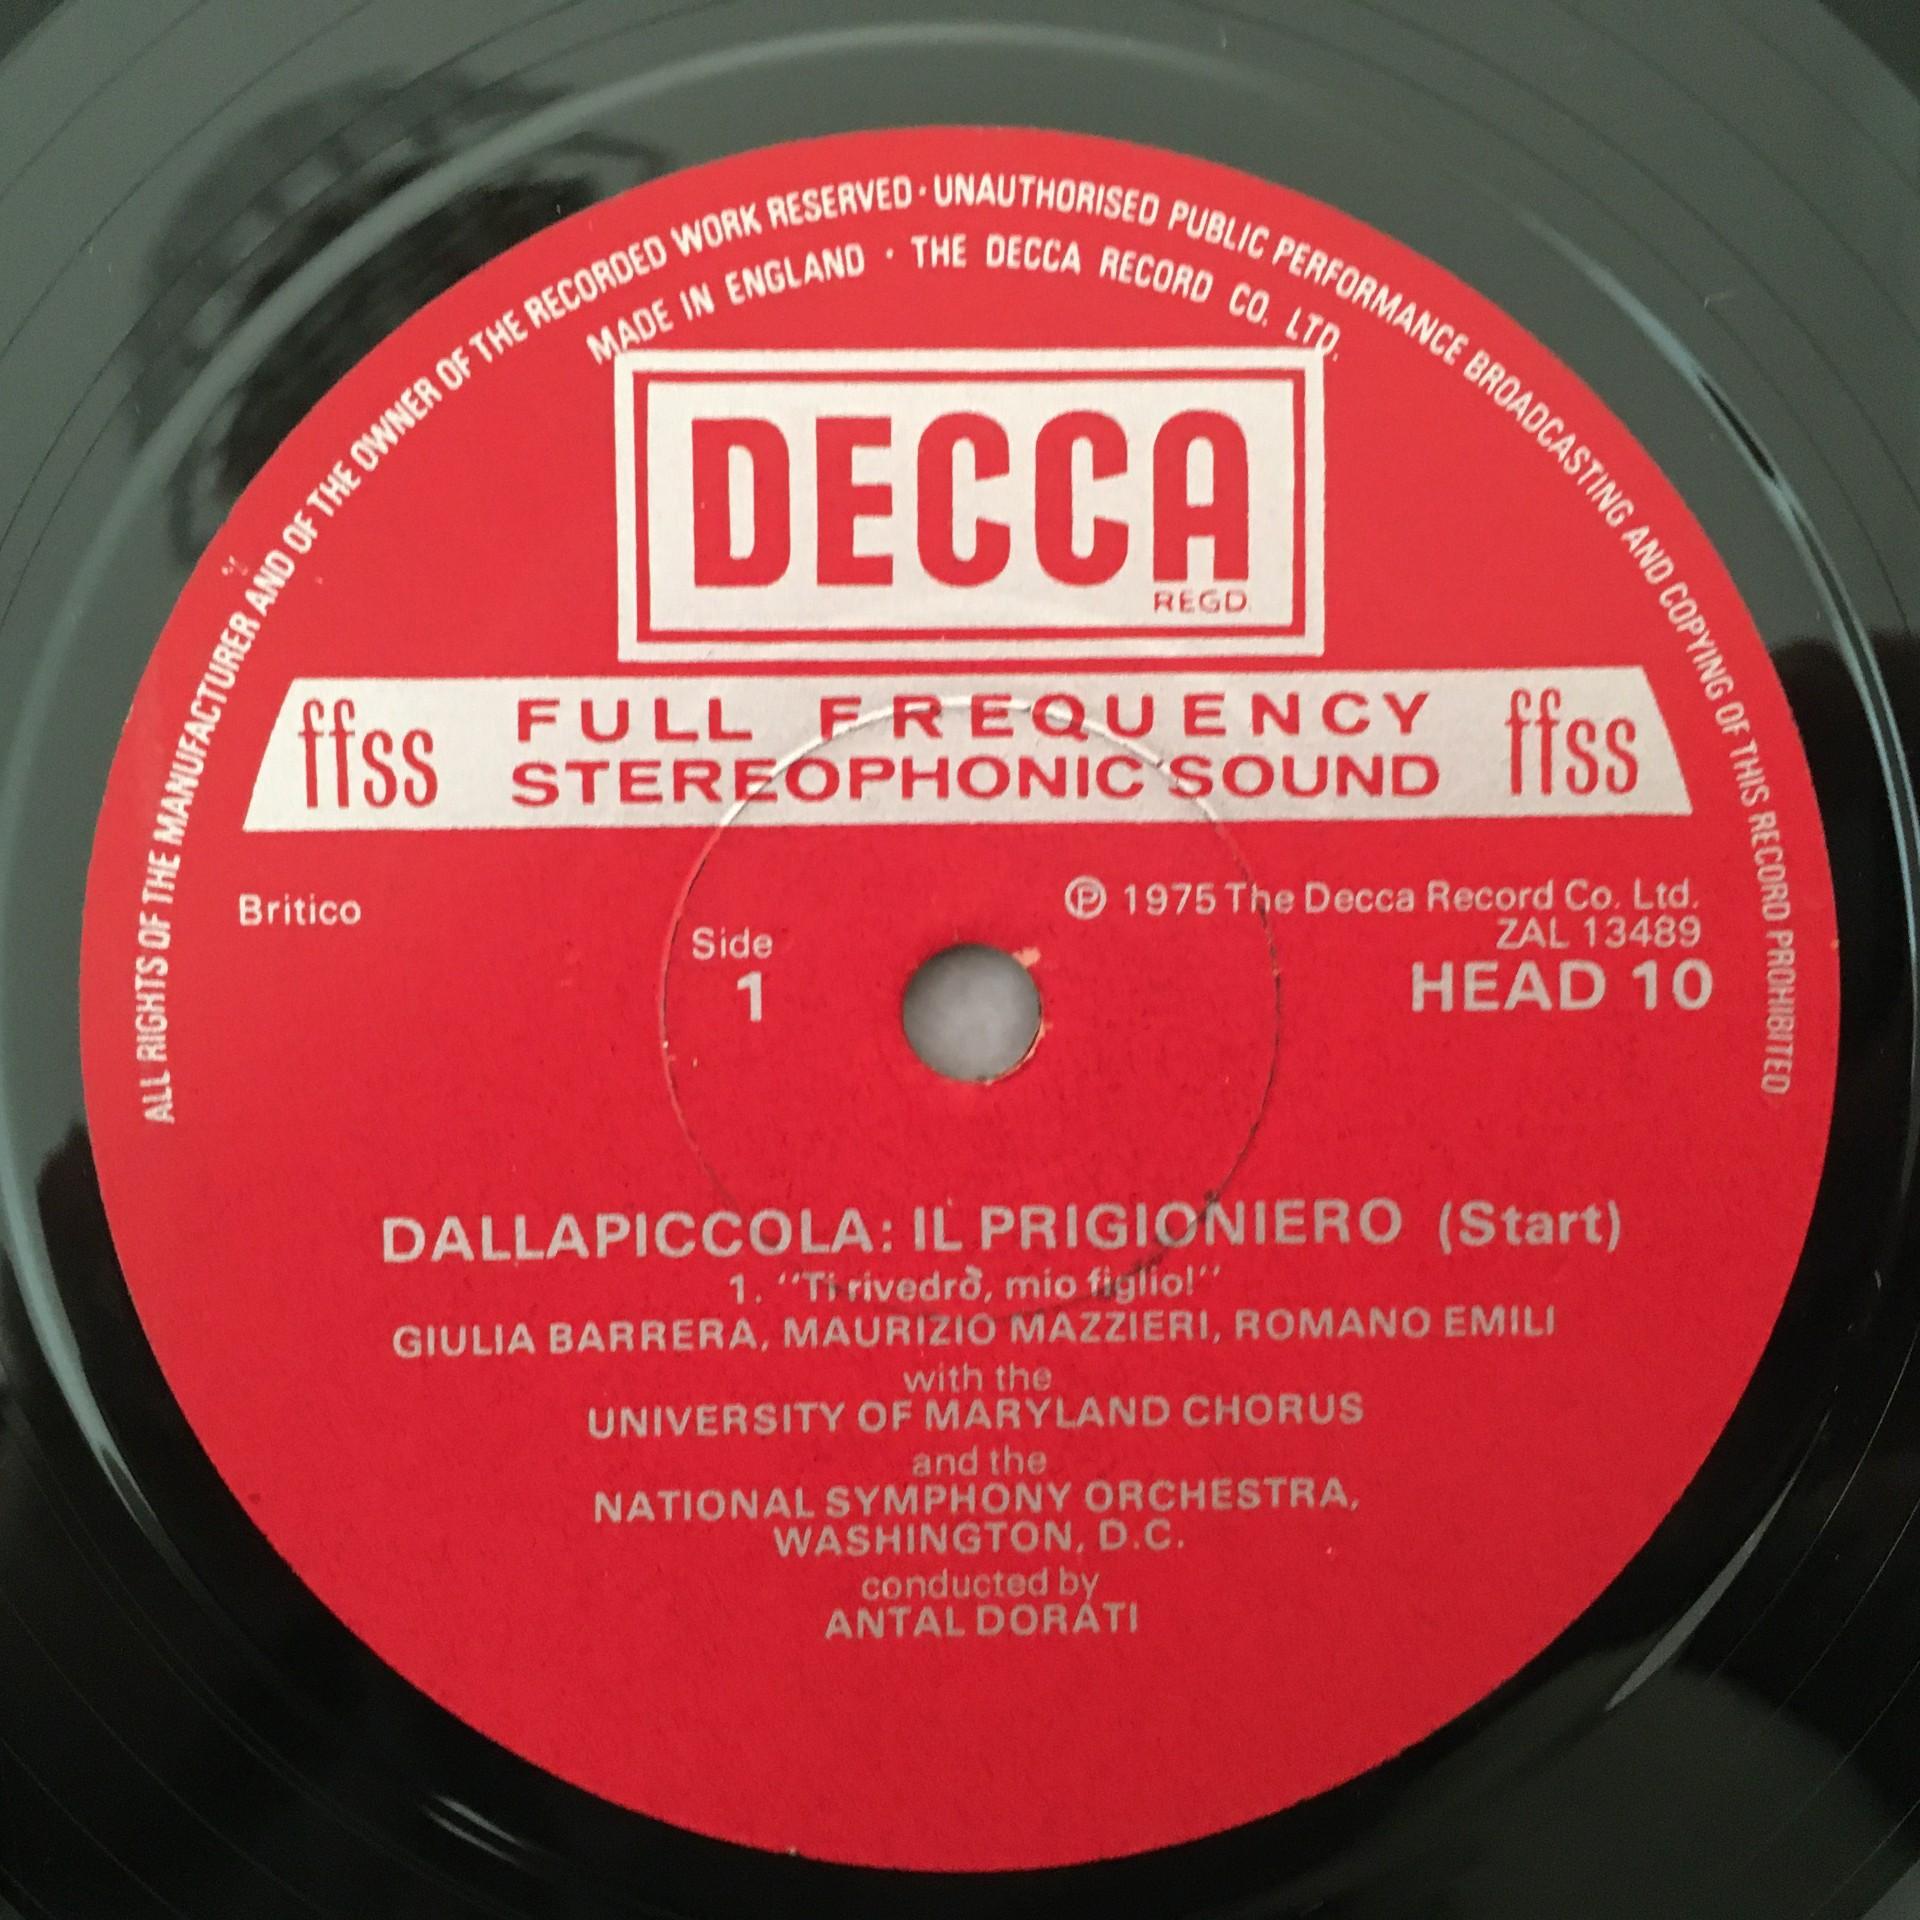 ALL RIGHTS OF THE MANUFACTURER AND OF THE OWNER OF THE RECORDED WORK RESERVED · UNAUTHORISED PUBLIC PERFORMANCE BROADCASTING AND COPYING OF THIS RECORD PROHIBITED
MADE IN ENGLAND · THE DECCA RECORD CO. LTD.
DECCA
REGD.
ffss FULL FREQUENCY STEREOPHONIC SOUND ffss
Britico
Side
1
℗ 1975 The Decca Record Co. Ltd.
ZAL 13489
HEAD 10
DALLAPICCOLA: IL PRIGIONIERO (Start)
1. "Ti rivedrò, mio figlio!"
GIULIA BARRERA, MAURIZIO MAZZIERI, ROMANO EMILI
with the
UNIVERSITY OF MARYLAND CHORUS
and the
NATIONAL SYMPHONY ORCHESTRA,
WASHINGTON, D.C.
conducted by
ANTAL DORATI